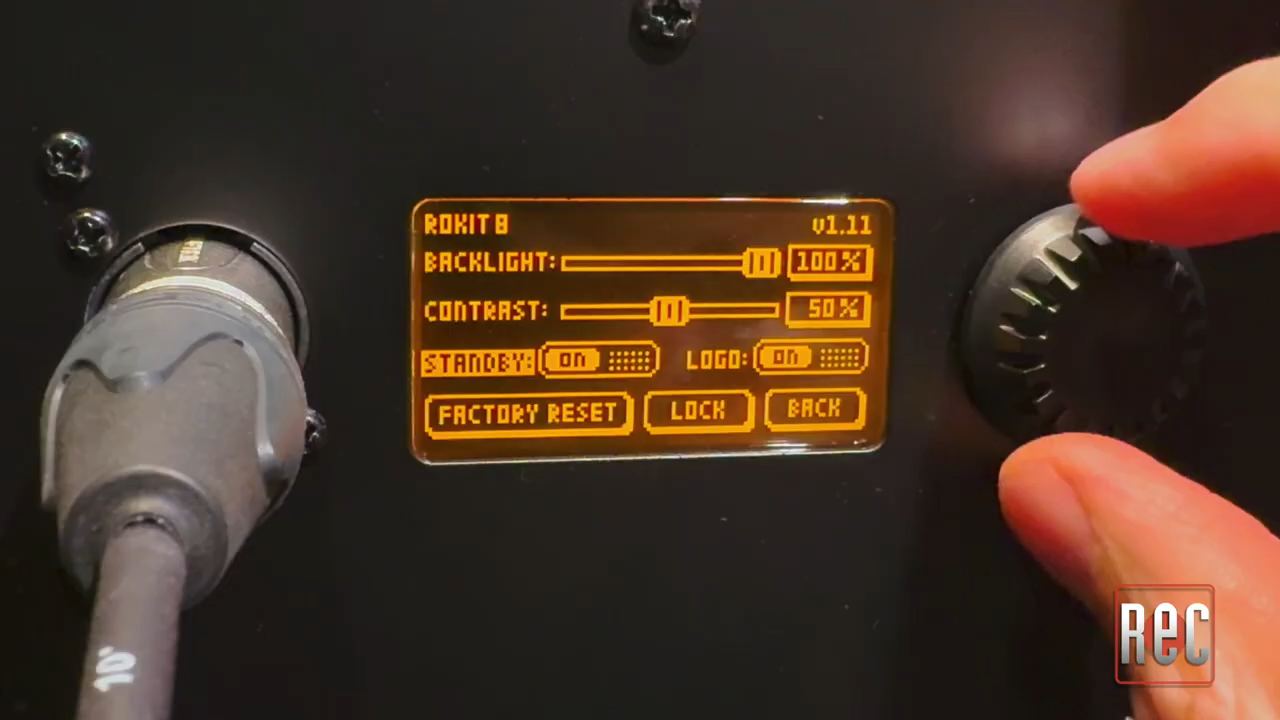 ROKIT 8 v1.11
BACKLIGHT: 100%
CONTRAST: 50%
STANDBY: on LOGO: on
FACTORY RESET LOCK BACK
10'
REC